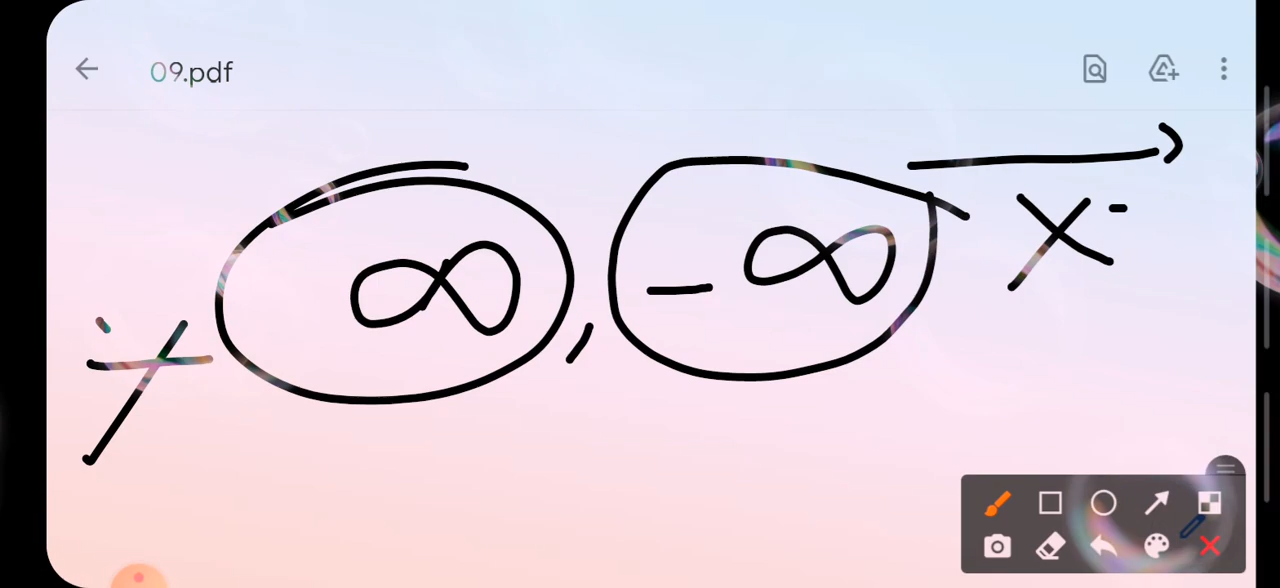 09.pdf
∞, -∞ x-